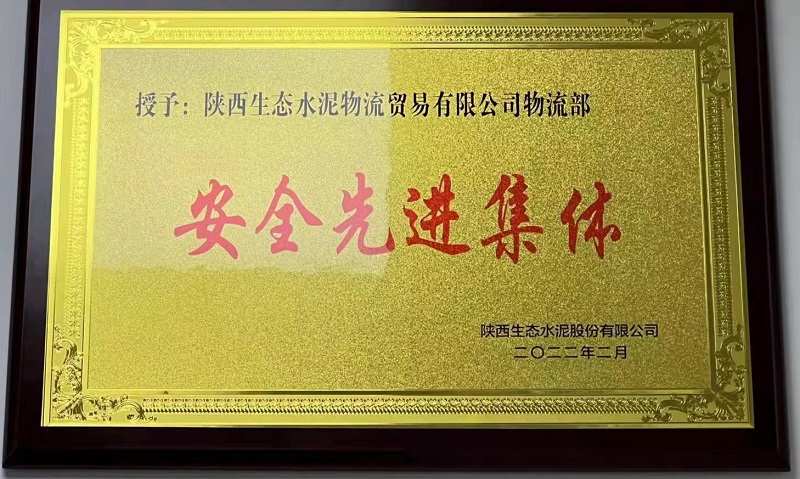 授予：陕西生态水泥物流贸易有限公司物流部
安全先进集体
陕西生态水泥股份有限公司
二〇二二年二月